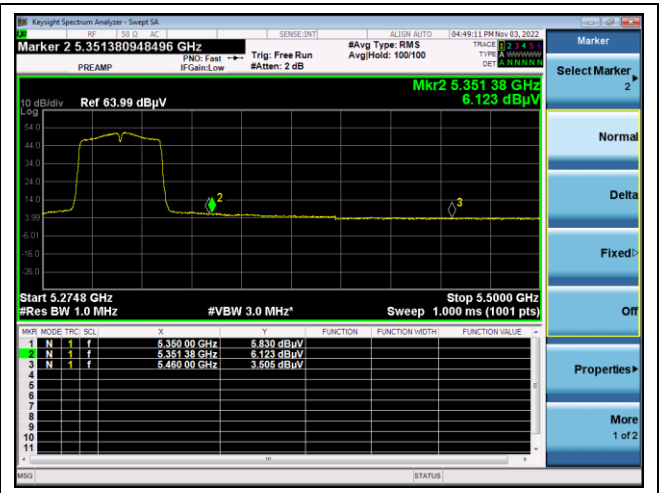 Keysight Spectrum Analyzer - Swept SA
RF 50 Ω AC SENSE:INT ALIGN AUTO 04:49:11 PM Nov 03, 2022
Marker 2 5.351380948496 GHz
PNO: Fast
IFGain:Low
Trig: Free Run
#Atten: 2 dB
#Avg Type: RMS
Avg|Hold: 100/100
TRACE 1 2 3 4 5 6
TYPE A WWWWW
DET A N N N N N
PREAMP
Mkr2 5.351 38 GHz
6.123 dBµV
10 dB/div Ref 63.99 dBµV
Log
54.0
44.0
34.0
24.0
14.0
3.99
-6.01
-16.0
-26.0
2
3
Start 5.2748 GHz Stop 5.5000 GHz
#Res BW 1.0 MHz #VBW 3.0 MHz* Sweep 1.000 ms (1001 pts)
MKR MODE TRC SCL X Y FUNCTION FUNCTION WIDTH FUNCTION VALUE
1 N 1 f 5.350 00 GHz 5.830 dBµV
2 N 1 f 5.351 38 GHz 6.123 dBµV
3 N 1 f 5.460 00 GHz 3.505 dBµV
4
5
6
7
8
9
10
11
MSG STATUS
Marker
Select Marker
2
Normal
Delta
Fixed
Off
Properties
More
1 of 2